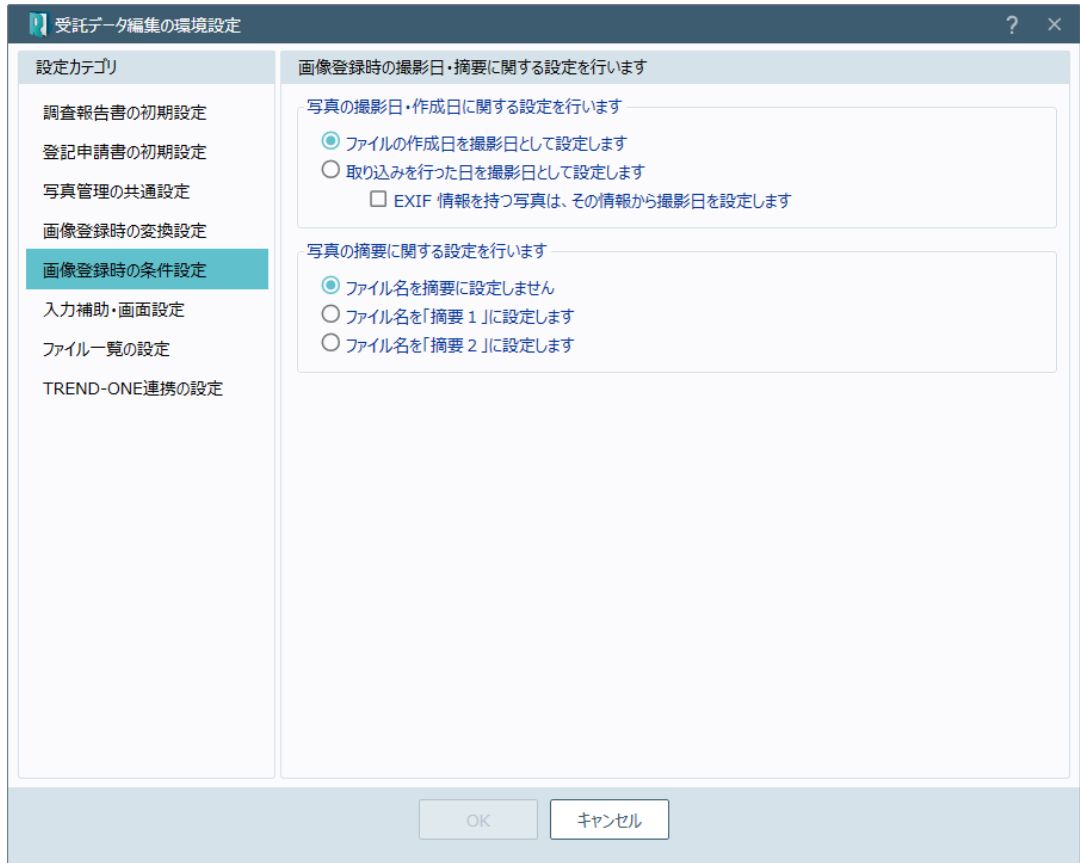 受託データ編集の環境設定
? ×
設定カテゴリ
調査報告書の初期設定
登記申請書の初期設定
写真管理の共通設定
画像登録時の変換設定
画像登録時の条件設定
入力補助・画面設定
ファイル一覧の設定
TREND-ONE連携の設定
画像登録時の撮影日・摘要に関する設定を行います
写真の撮影日・作成日に関する設定を行います
ファイルの作成日を撮影日として設定します
取り込みを行った日を撮影日として設定します
EXIF 情報を持つ写真は、その情報から撮影日を設定します
写真の摘要に関する設定を行います
ファイル名を摘要に設定しません
ファイル名を「摘要 1 」に設定します
ファイル名を「摘要 2 」に設定します
OK
キャンセル